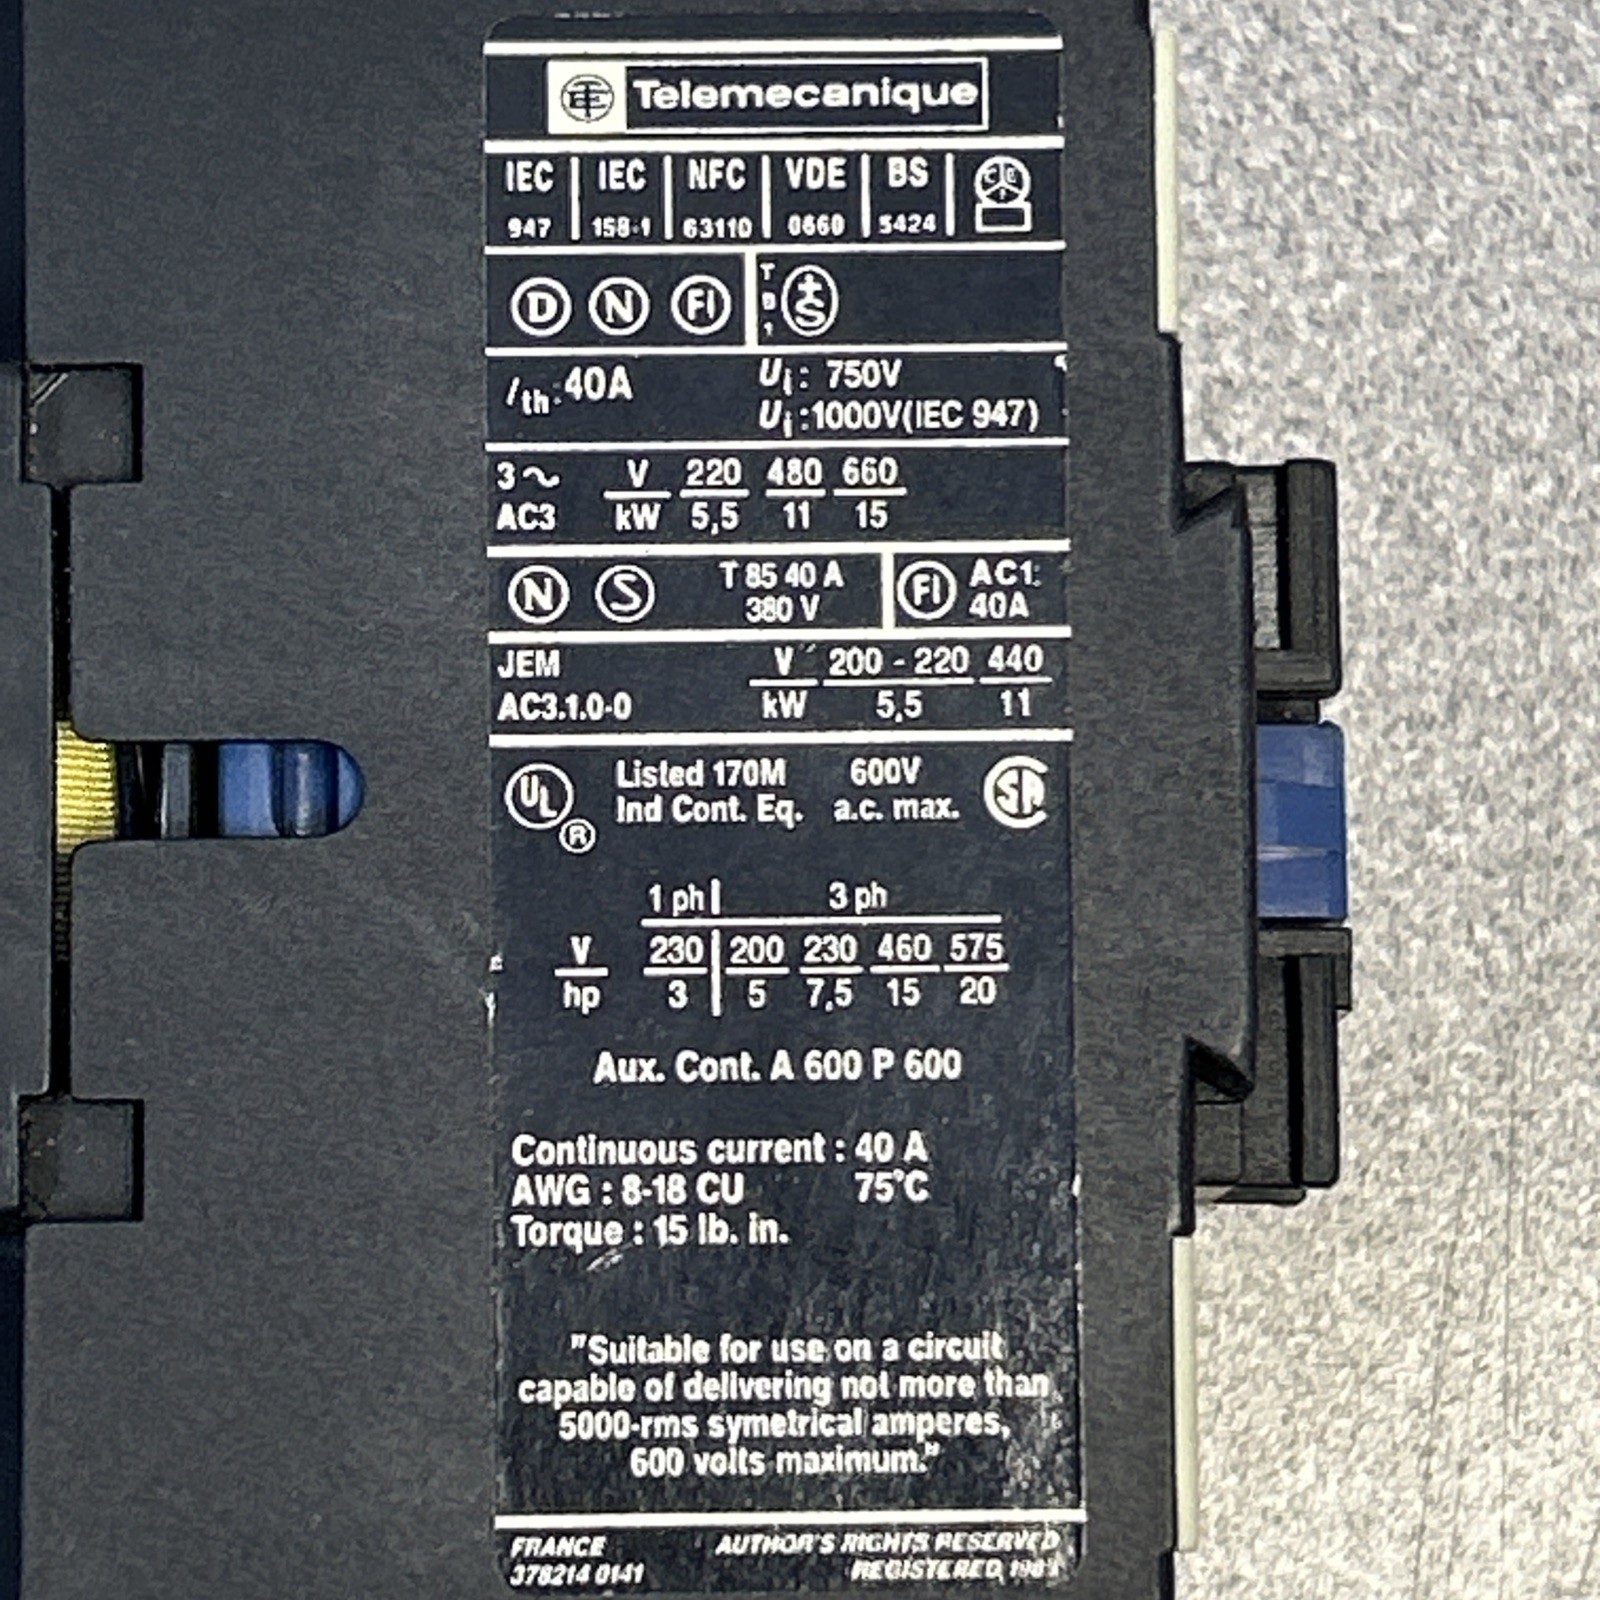 Telemecanique
IEC IEC NFC VDE BS
947 158-1 63110 0660 5424
D N FI
+S
Ith: 40A Ui: 750V
Ui: 1000V(IEC 947)
3~ V 220 480 660
AC3 kW 5,5 11 15
N S T 85 40 A FI AC1:
380 V 40A
JEM V 200 - 220 440
AC3.1.0-0 kW 5,5 11
UL Listed 170M 600V SA
® Ind Cont. Eq. a.c. max.
1 ph 3 ph
V 230 200 230 460 575
hp 3 5 7,5 15 20
Aux. Cont. A 600 P 600
Continuous current : 40 A
AWG : 8-18 CU 75°C
Torque : 15 lb. in.
"Suitable for use on a circuit
capable of delivering not more than
5000-rms symetrical amperes,
600 volts maximum."
FRANCE AUTHOR'S RIGHTS RESERVED
378214 0141 REGISTERED